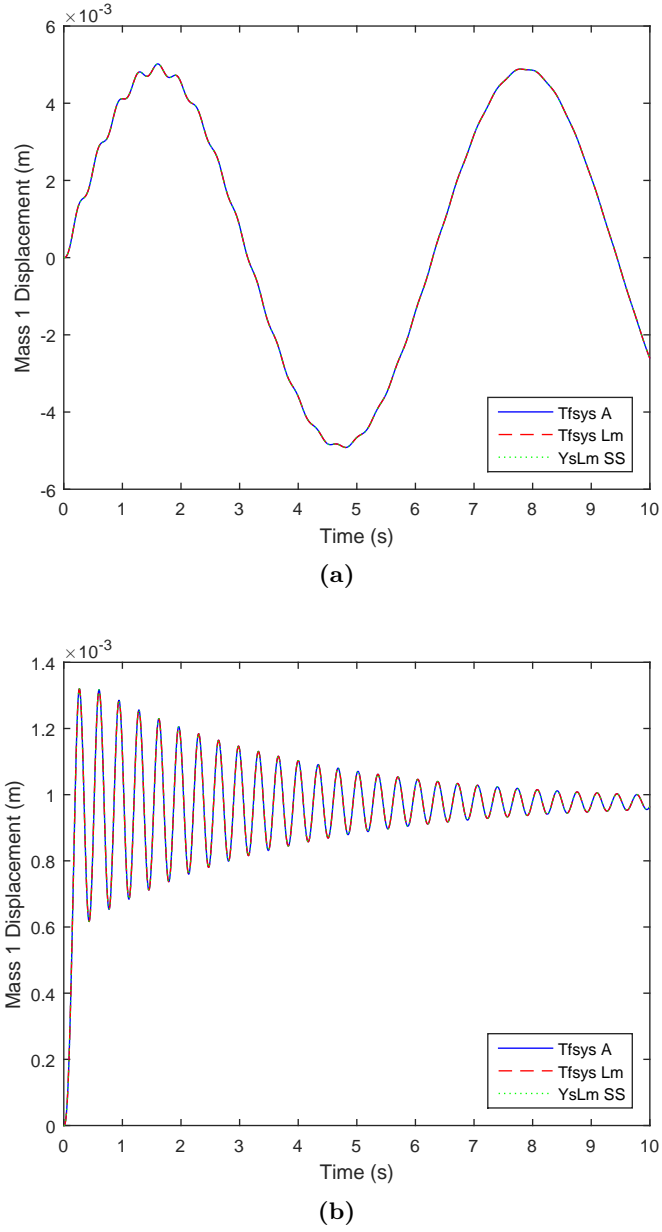 ×10⁻³
6
4
2
0
-2
-4
-6
Mass 1 Displacement (m)
0 1 2 3 4 5 6 7 8 9 10
Time (s)
Tfsys A
Tfsys Lm
YsLm SS
(a)
×10⁻³
1.4
1.2
1
0.8
0.6
0.4
0.2
0
Mass 1 Displacement (m)
0 1 2 3 4 5 6 7 8 9 10
Time (s)
Tfsys A
Tfsys Lm
YsLm SS
(b)